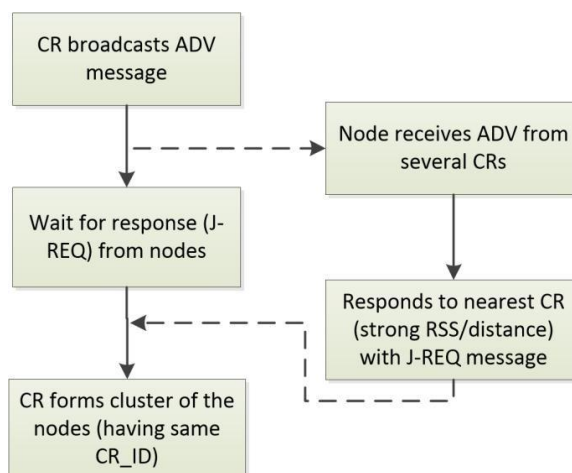 CR broadcasts ADV
message
Node receives ADV from
several CRs
Wait for response (J-
REQ) from nodes
Responds to nearest CR
(strong RSS/distance)
with J-REQ message
CR forms cluster of the
nodes (having same
CR_ID)